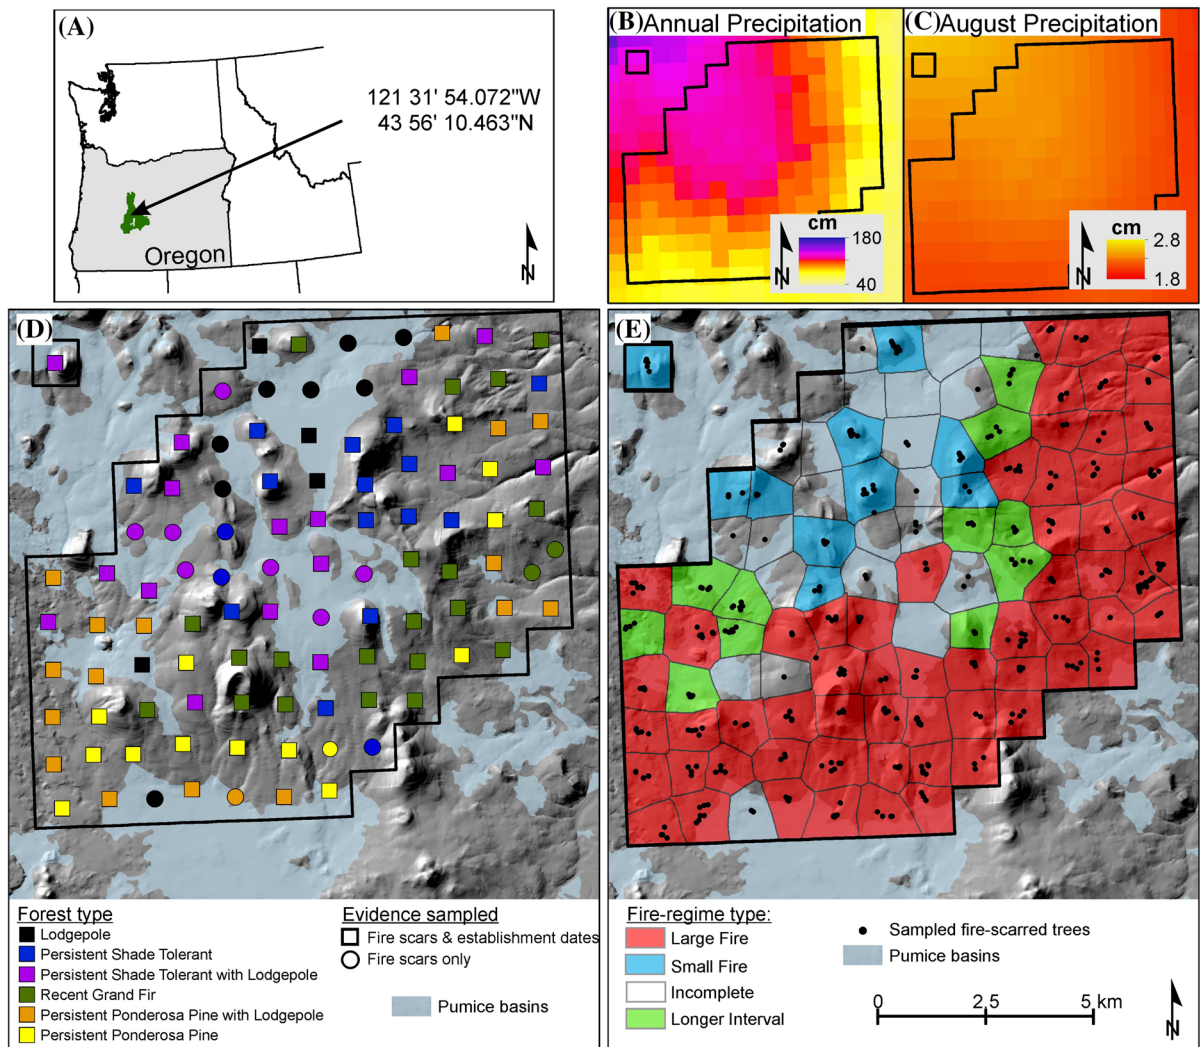 (A)
121 31' 54.072"W
43 56' 10.463"N
Oregon
N
(B) Annual Precipitation
cm
180
40
N
(C) August Precipitation
cm
2.8
1.8
N
(D)
Forest type
Lodgepole
Persistent Shade Tolerant
Persistent Shade Tolerant with Lodgepole
Recent Grand Fir
Persistent Ponderosa Pine with Lodgepole
Persistent Ponderosa Pine
Evidence sampled
Fire scars & establishment dates
Fire scars only
Pumice basins
(E)
Fire-regime type:
Large Fire
Small Fire
Incomplete
Longer Interval
Sampled fire-scarred trees
Pumice basins
0 2,5 5 km
N